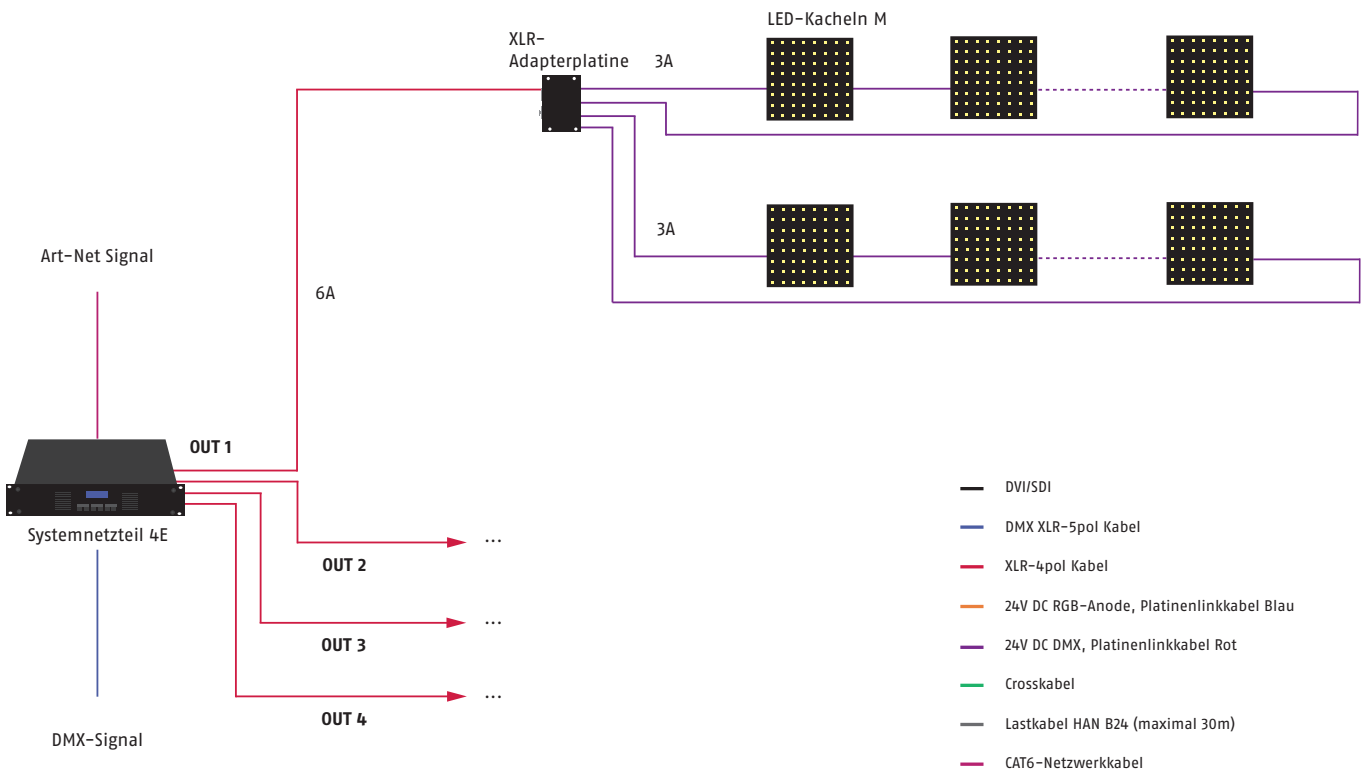 LED-Kacheln M
XLR-
Adapterplatine
3A
3A
Art-Net Signal
6A
OUT 1
Systemnetzteil 4E
OUT 2
...
OUT 3
...
OUT 4
...
DMX-Signal
DVI/SDI
DMX XLR-5pol Kabel
XLR-4pol Kabel
24V DC RGB-Anode, Platinenlinkkabel Blau
24V DC DMX, Platinenlinkkabel Rot
Crosskabel
Lastkabel HAN B24 (maximal 30m)
CAT6-Netzwerkkabel